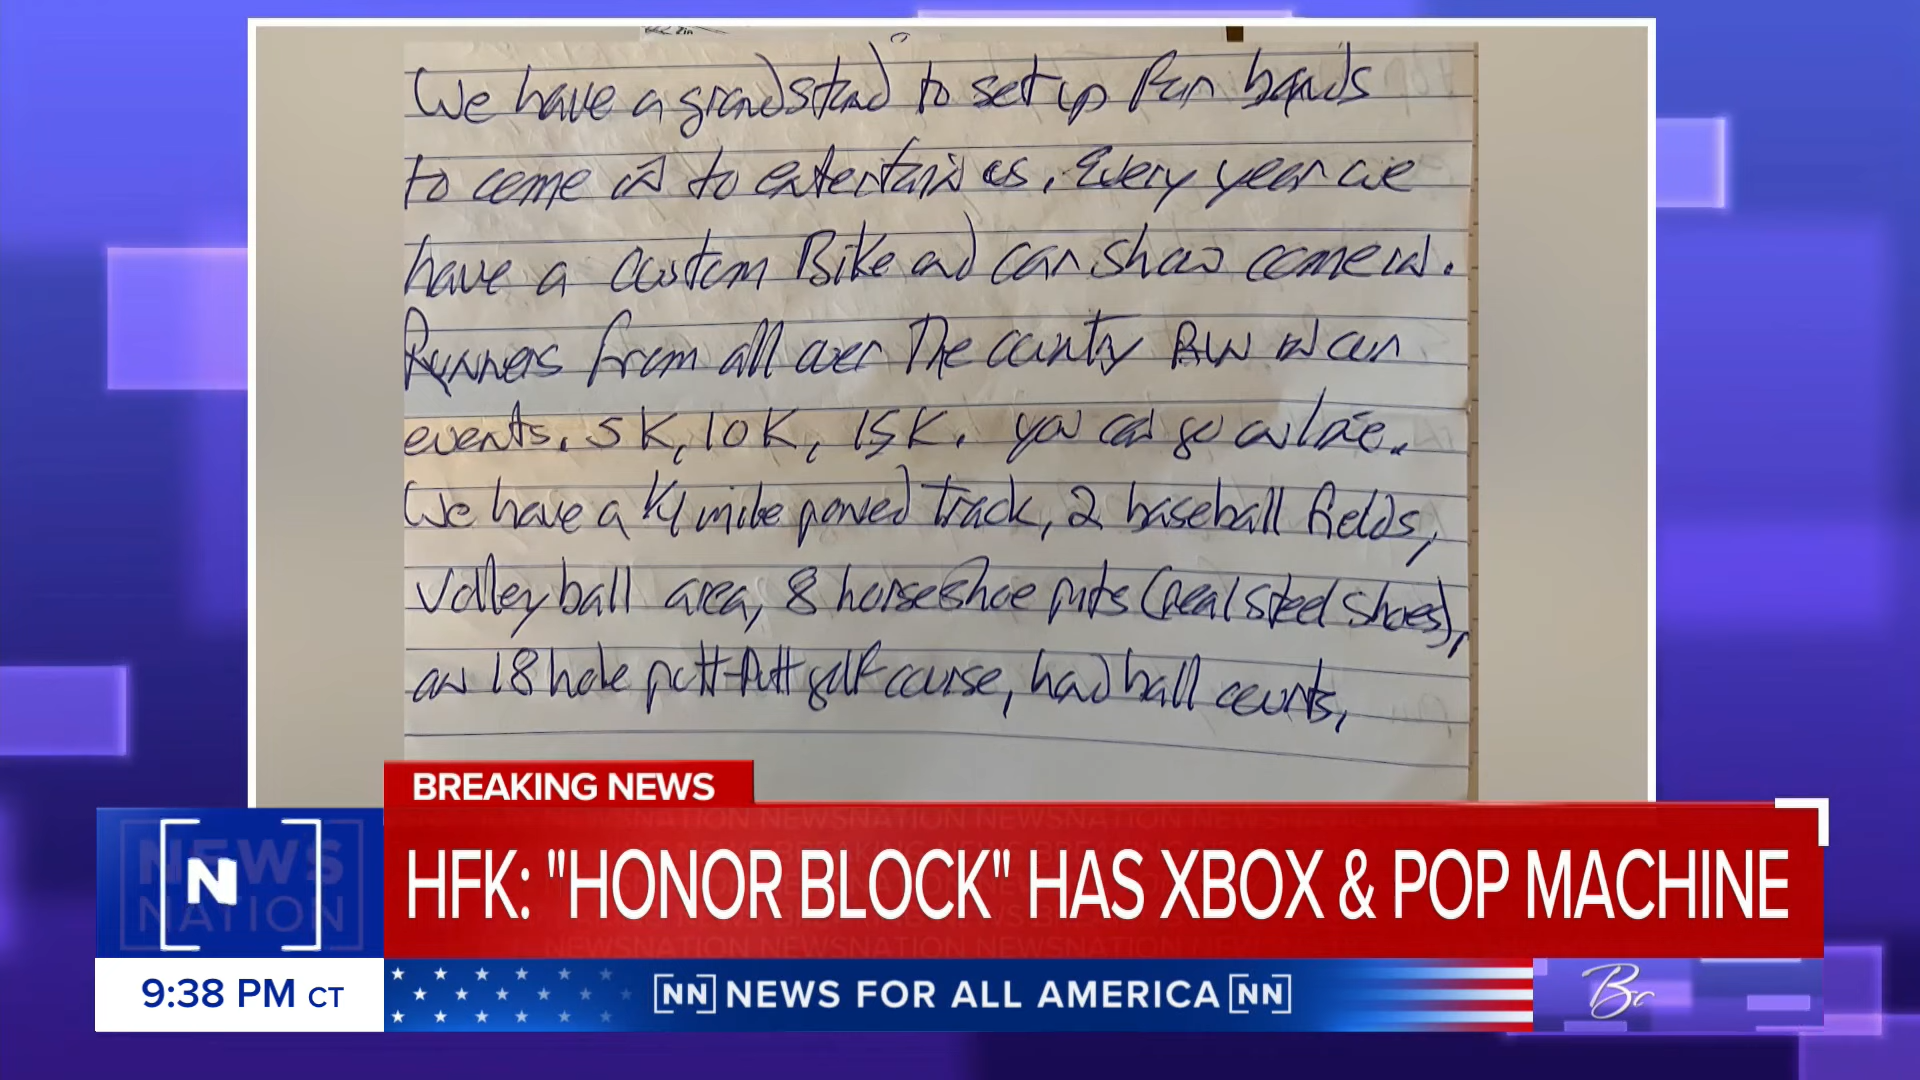 We have a grandstand to set up for bands
to come in to entertain us. Every year we
have a custom Bike and car show come in.
Runners from all over The country RUN IN our
events. 5K, 10K, 15K. you can go online.
We have a 1/4 mile paved track, 2 baseball fields,
Volleyball area, 8 horseshoe pits (real steel shoes),
an 18 hole putt-Putt golf course, hand ball courts,
BREAKING NEWS
HFK: "HONOR BLOCK" HAS XBOX & POP MACHINE
N
NEWS
NATION
9:38 PM CT
NN NEWS FOR ALL AMERICA NN